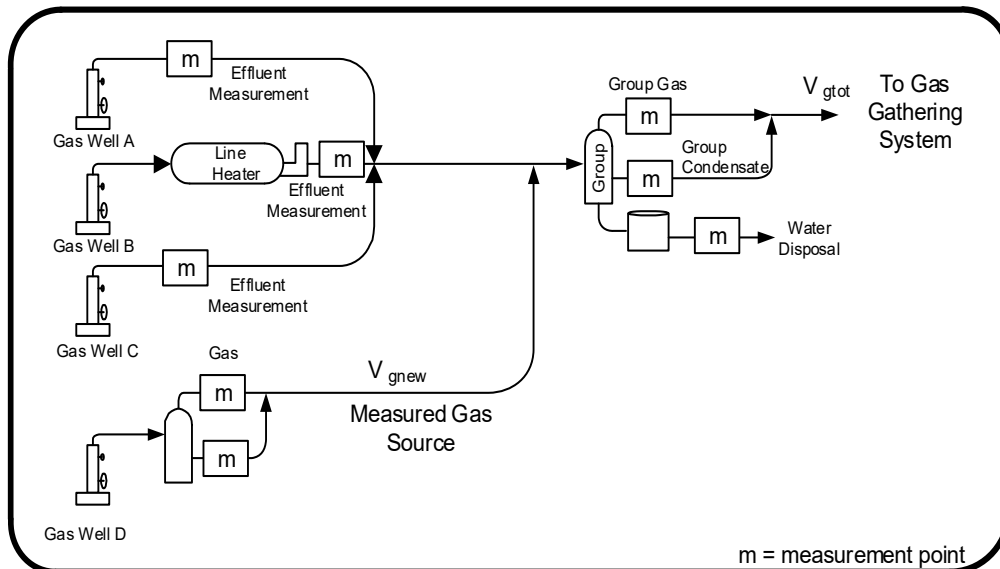 m
Effluent
Measurement
Gas Well A
Line
Heater
m
Effluent
Measurement
Gas Well B
m
Effluent
Measurement
Gas Well C
Gas
m
V gnew
Measured Gas
Source
m
Gas Well D
Group Gas
m
V gtot
To Gas
Gathering
System
Group
Group
Condensate
m
m
Water
Disposal
m = measurement point